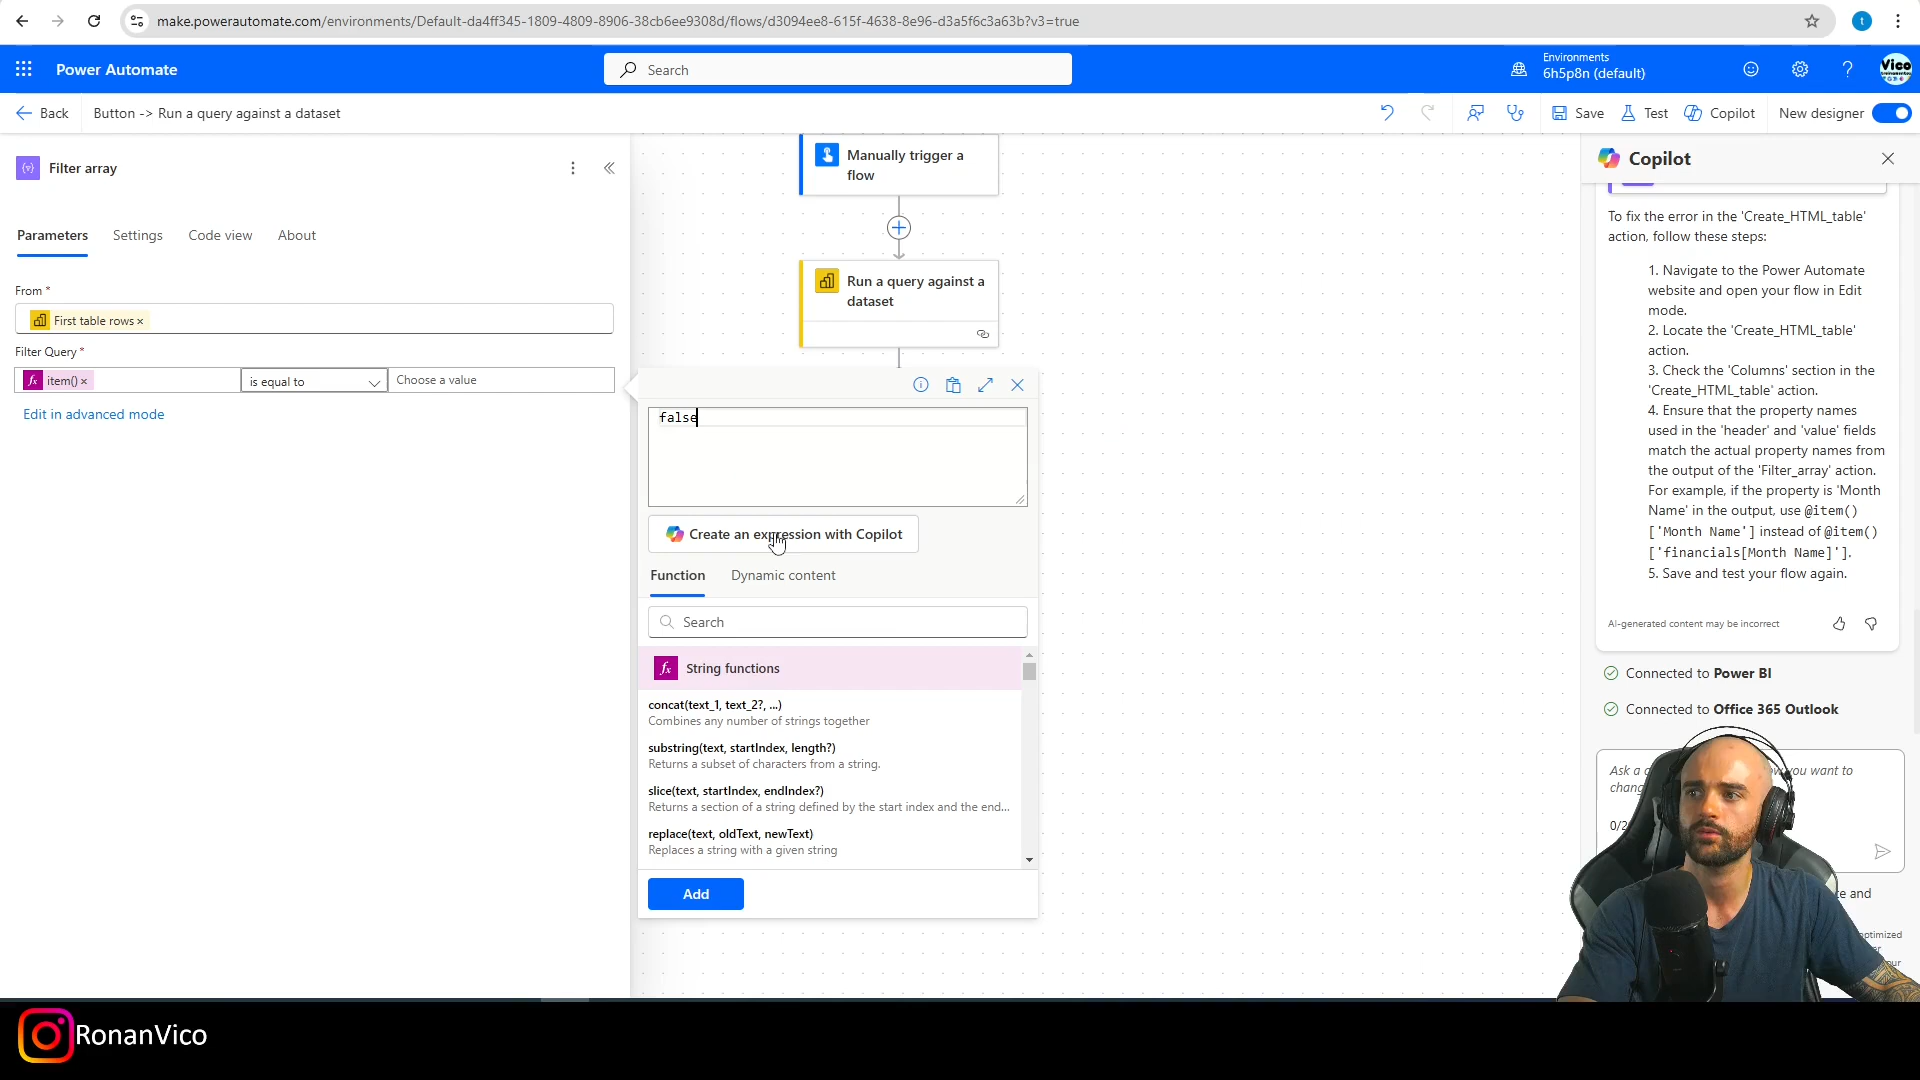 make.powerautomate.com/environments/Default-da4ff345-1809-4809-8906-38cb6ee9308d/flows/d3094ee8-615f-4638-8e96-d3a5f6c3a63b?v3=true
t
Power Automate
Search
Environments
6h5p8n (default)
Vico
Back
Button -> Run a query against a dataset
Save
Test
Copilot
New designer
Filter array
Parameters
Settings
Code view
About
From *
First table rows ×
Filter Query *
fx item() ×
is equal to
Choose a value
Edit in advanced mode
Manually trigger a
flow
Run a query against a
dataset
false
Create an expression with Copilot
Function
Dynamic content
Search
fx String functions
concat(text_1, text_2?, ...)
Combines any number of strings together
substring(text, startIndex, length?)
Returns a subset of characters from a string.
slice(text, startIndex, endIndex?)
Returns a section of a string defined by the start index and the end...
replace(text, oldText, newText)
Replaces a string with a given string
Add
Copilot
To fix the error in the 'Create_HTML_table'
action, follow these steps:
1. Navigate to the Power Automate
website and open your flow in Edit
mode.
2. Locate the 'Create_HTML_table'
action.
3. Check the 'Columns' section in the
'Create_HTML_table' action.
4. Ensure that the property names
used in the 'header' and 'value' fields
match the actual property names from
the output of the 'Filter_array' action.
For example, if the property is 'Month
Name' in the output, use @item()
['Month Name'] instead of @item()
['financials[Month Name]'].
5. Save and test your flow again.
AI-generated content may be incorrect
Connected to Power BI
Connected to Office 365 Outlook
Ask a
you want to
0/2
and
RonanVico